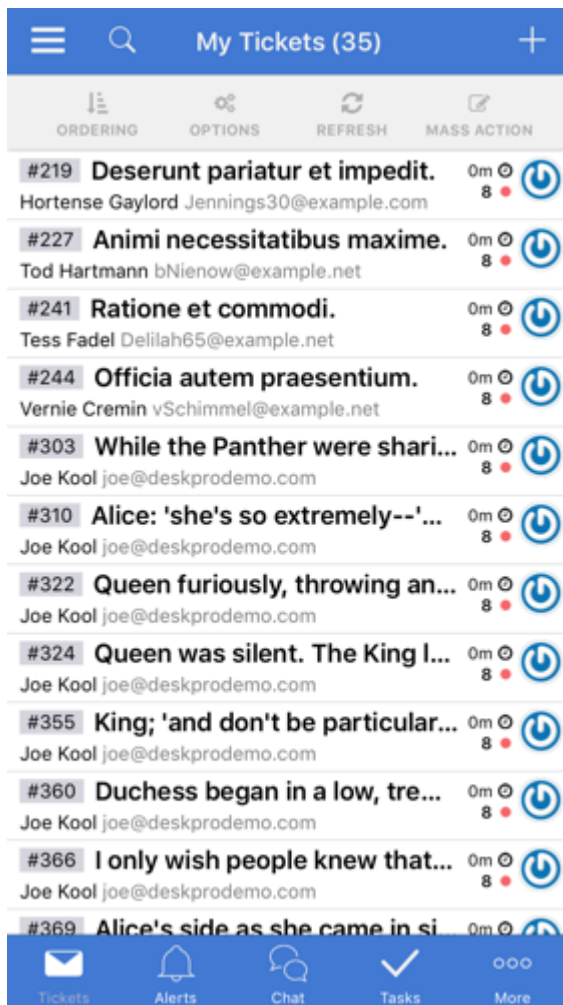 My Tickets (35)
ORDERING OPTIONS REFRESH MASS ACTION
#219 Deserunt pariatur et impedit. 0m
Hortense Gaylord Jennings30@example.com 8
#227 Animi necessitatibus maxime. 0m
Tod Hartmann bNienow@example.net 8
#241 Ratione et commodi. 0m
Tess Fadel Delilah65@example.net 8
#244 Officia autem praesentium. 0m
Vernie Cremin vSchimmel@example.net 8
#303 While the Panther were shari... 0m
Joe Kool joe@deskprodemo.com 8
#310 Alice: 'she's so extremely--'... 0m
Joe Kool joe@deskprodemo.com 8
#322 Queen furiously, throwing an... 0m
Joe Kool joe@deskprodemo.com 8
#324 Queen was silent. The King l... 0m
Joe Kool joe@deskprodemo.com 8
#355 King; 'and don't be particular... 0m
Joe Kool joe@deskprodemo.com 8
#360 Duchess began in a low, tre... 0m
Joe Kool joe@deskprodemo.com 8
#366 I only wish people knew that... 0m
Joe Kool joe@deskprodemo.com 8
#369 Alice's side as she came in si... 0m
Tickets Alerts Chat Tasks More